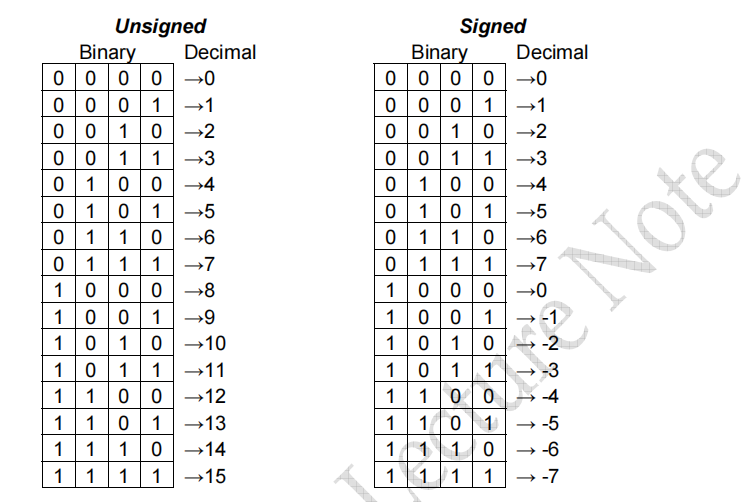 Unsigned Signed
Binary Decimal Binary Decimal
0 0 0 0 →0 0 0 0 0 →0
0 0 0 1 →1 0 0 0 1 →1
0 0 1 0 →2 0 0 1 0 →2
0 0 1 1 →3 0 0 1 1 →3
0 1 0 0 →4 0 1 0 0 →4
0 1 0 1 →5 0 1 0 1 →5
0 1 1 0 →6 0 1 1 0 →6
0 1 1 1 →7 0 1 1 1 →7
1 0 0 0 →8 1 0 0 0 →0
1 0 0 1 →9 1 0 0 1 → -1
1 0 1 0 →10 1 0 1 0 → -2
1 0 1 1 →11 1 0 1 1 → -3
1 1 0 0 →12 1 1 0 0 → -4
1 1 0 1 →13 1 1 0 1 → -5
1 1 1 0 →14 1 1 1 0 → -6
1 1 1 1 →15 1 1 1 1 → -7
Lecture Note